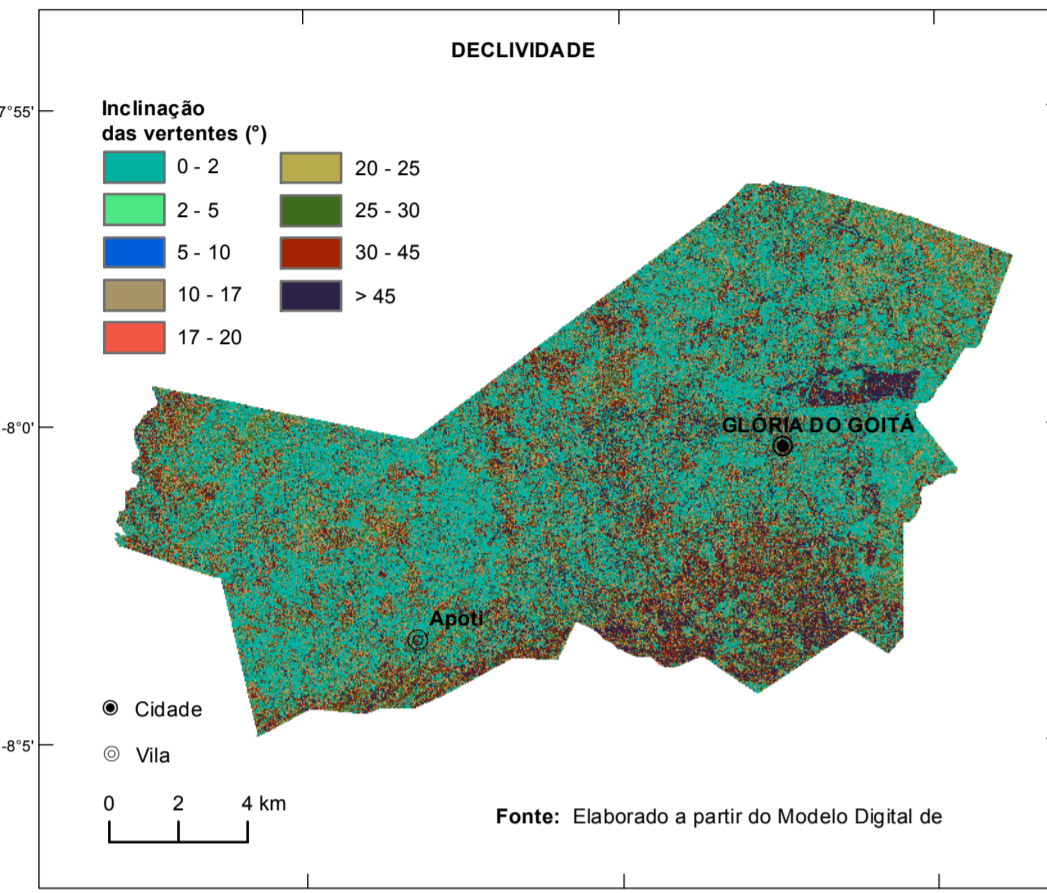 DECLIVIDADE
7°55'
Inclinação
das vertentes (°)
0 - 2
2 - 5
5 - 10
10 - 17
17 - 20
20 - 25
25 - 30
30 - 45
> 45
-8°0'
GLÓRIA DO GOITÁ
Apoti
Cidade
Vila
-8°5'
0 2 4 km
Fonte: Elaborado a partir do Modelo Digital de